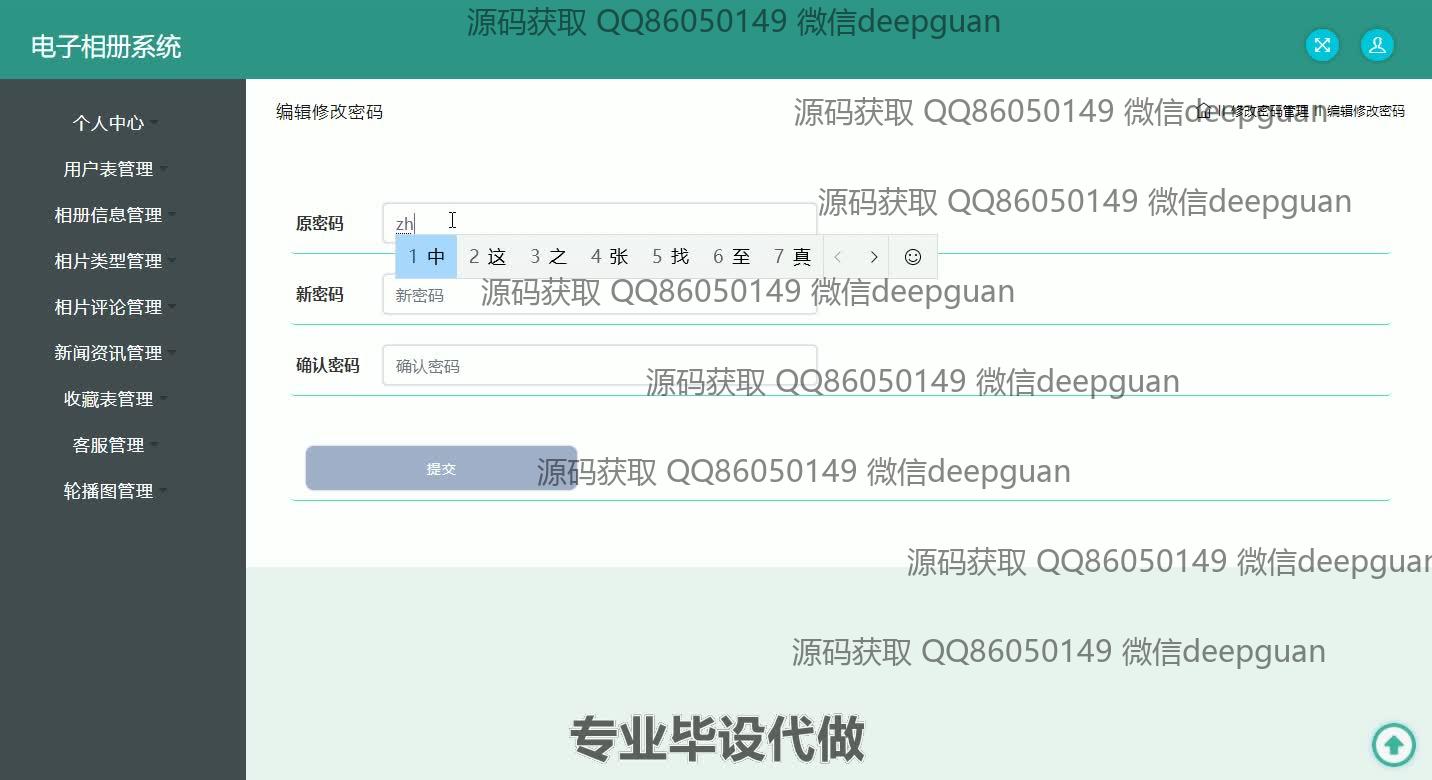 源码获取 QQ86050149 微信deepguan
电子相册系统
个人中心
用户表管理
相册信息管理
相片类型管理
相片评论管理
新闻资讯管理
收藏表管理
客服管理
轮播图管理
编辑修改密码
源码获取 QQ86050149 微信deepguan
// 修改密码管理 // 编辑修改密码
源码获取 QQ86050149 微信deepguan
原密码 zh
1 中 2 这 3 之 4 张 5 找 6 至 7 真
新密码 新密码
源码获取 QQ86050149 微信deepguan
确认密码 确认密码
源码获取 QQ86050149 微信deepguan
提交
源码获取 QQ86050149 微信deepguan
源码获取 QQ86050149 微信deepguan
源码获取 QQ86050149 微信deepguan
专业毕设代做